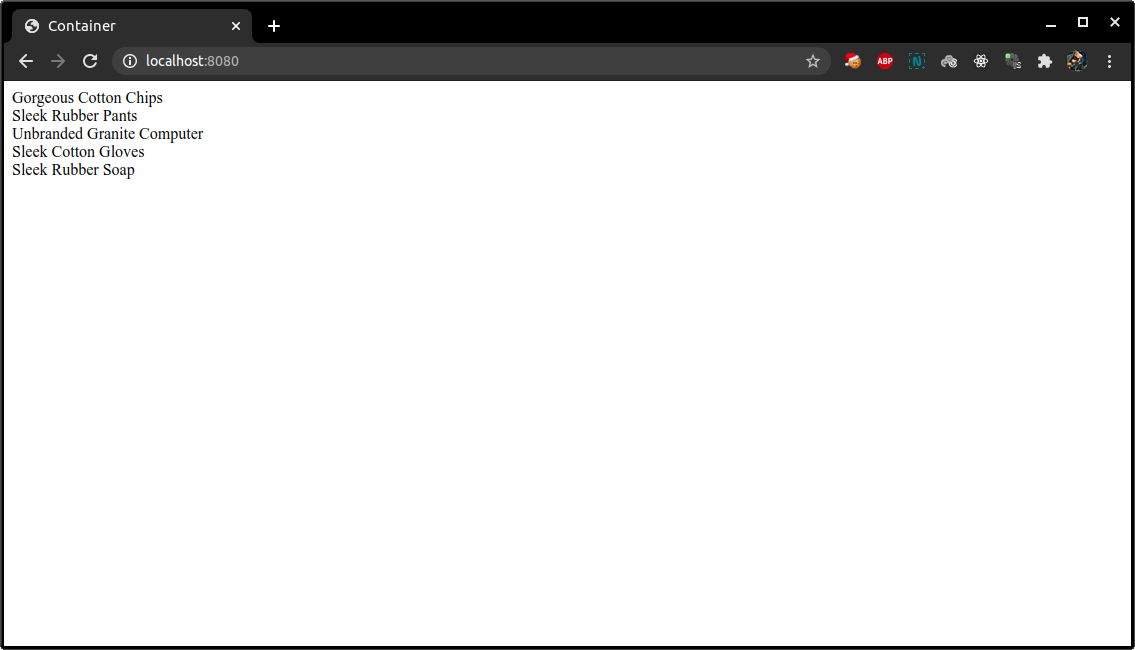 Container
localhost:8080
ABP
N
Gorgeous Cotton Chips
Sleek Rubber Pants
Unbranded Granite Computer
Sleek Cotton Gloves
Sleek Rubber Soap